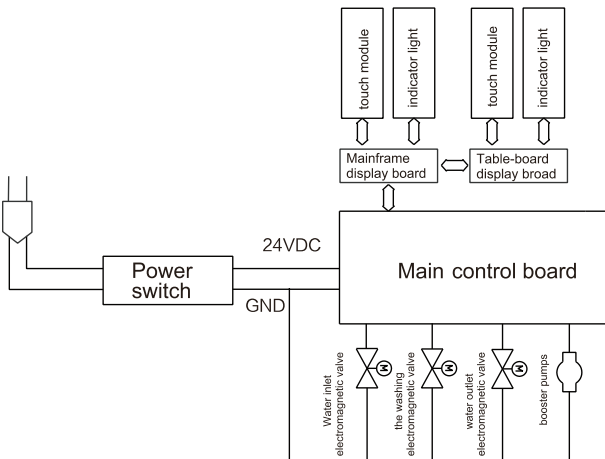 touch module
indicator light
touch module
indicator light
Mainframe
display board
Table-board
display broad
24VDC
Power
switch
GND
Main control board
Water inlet
electromagnetic valve
M
the washing
electromagnetic valve
M
water outlet
electromagnetic valve
M
booster pumps